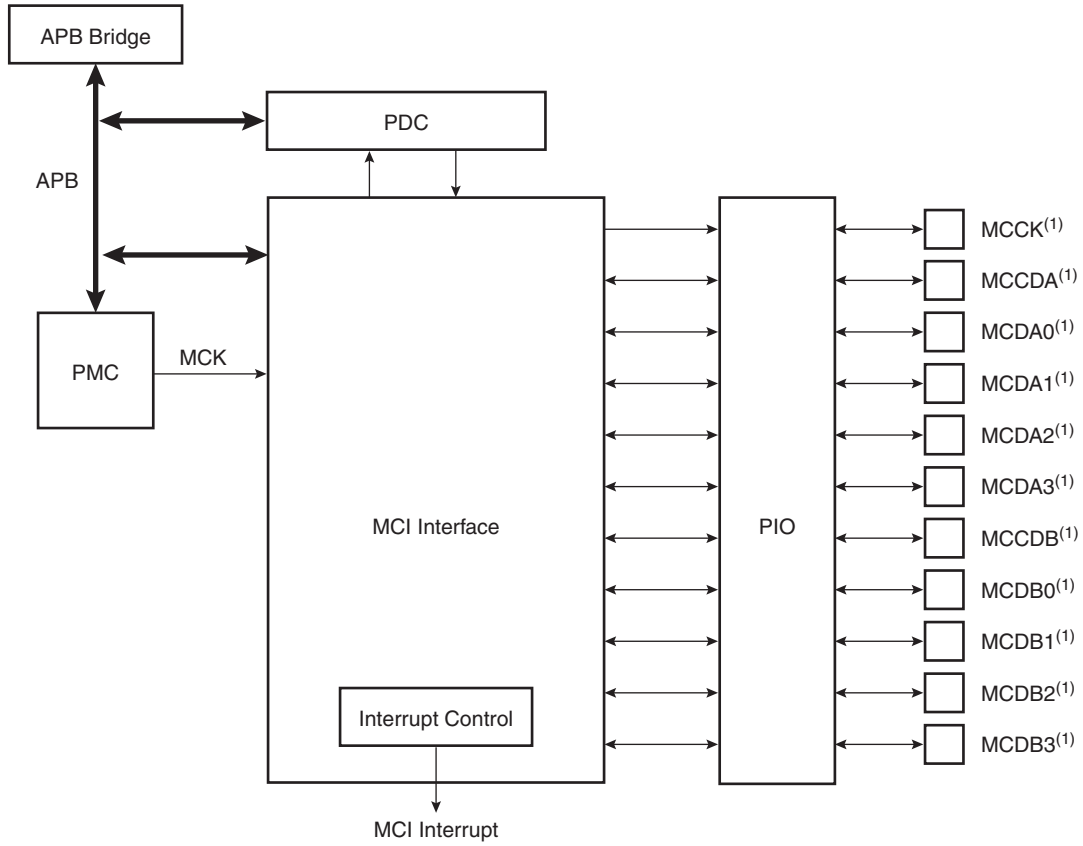 APB Bridge
PDC
APB
MCCK(1)
MCCDA(1)
MCDA0(1)
PMC
MCK
MCDA1(1)
MCDA2(1)
MCDA3(1)
MCI Interface
PIO
MCCDB(1)
MCDB0(1)
MCDB1(1)
MCDB2(1)
Interrupt Control
MCDB3(1)
MCI Interrupt